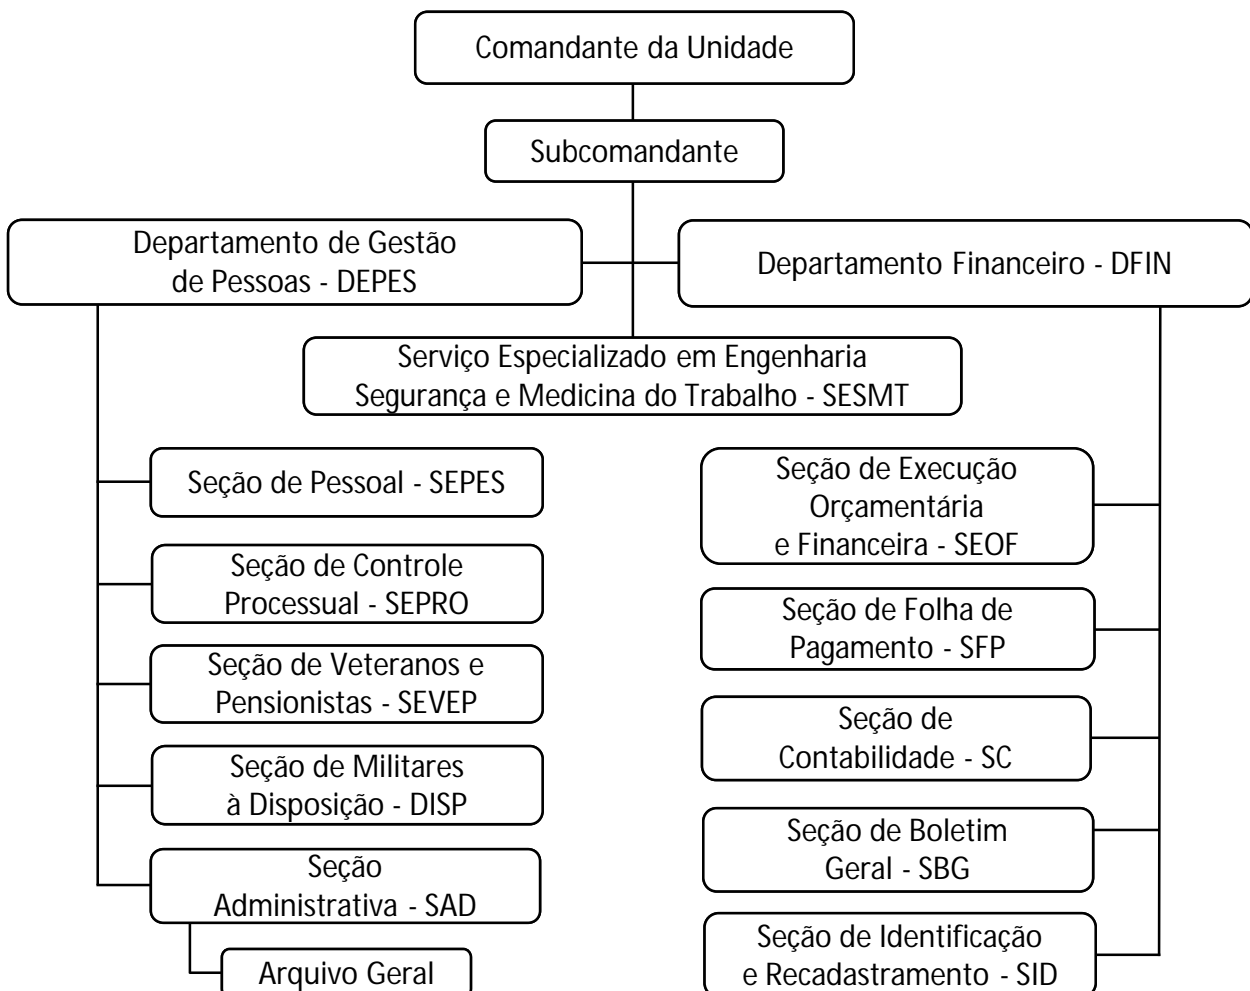 Comandante da Unidade
Subcomandante
Departamento de Gestão
de Pessoas - DEPES
Departamento Financeiro - DFIN
Serviço Especializado em Engenharia
Segurança e Medicina do Trabalho - SESMT
Seção de Pessoal - SEPES
Seção de Controle
Processual - SEPRO
Seção de Veteranos e
Pensionistas - SEVEP
Seção de Militares
à Disposição - DISP
Seção
Administrativa - SAD
Arquivo Geral
Seção de Execução
Orçamentária
e Financeira - SEOF
Seção de Folha de
Pagamento - SFP
Seção de
Contabilidade - SC
Seção de Boletim
Geral - SBG
Seção de Identificação
e Recadastramento - SID